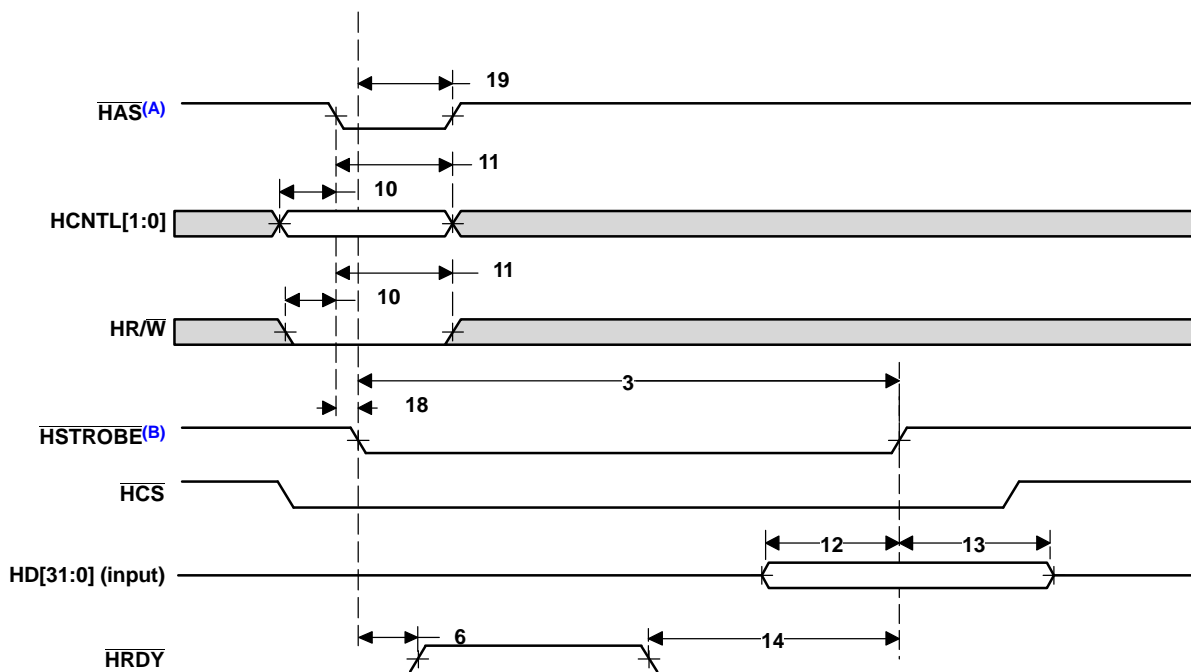 19
HAS(A)
11
10
HCNTL[1:0]
11
10
HR/W
3
18
HSTROBE(B)
HCS
12
13
HD[31:0] (input)
6
14
HRDY